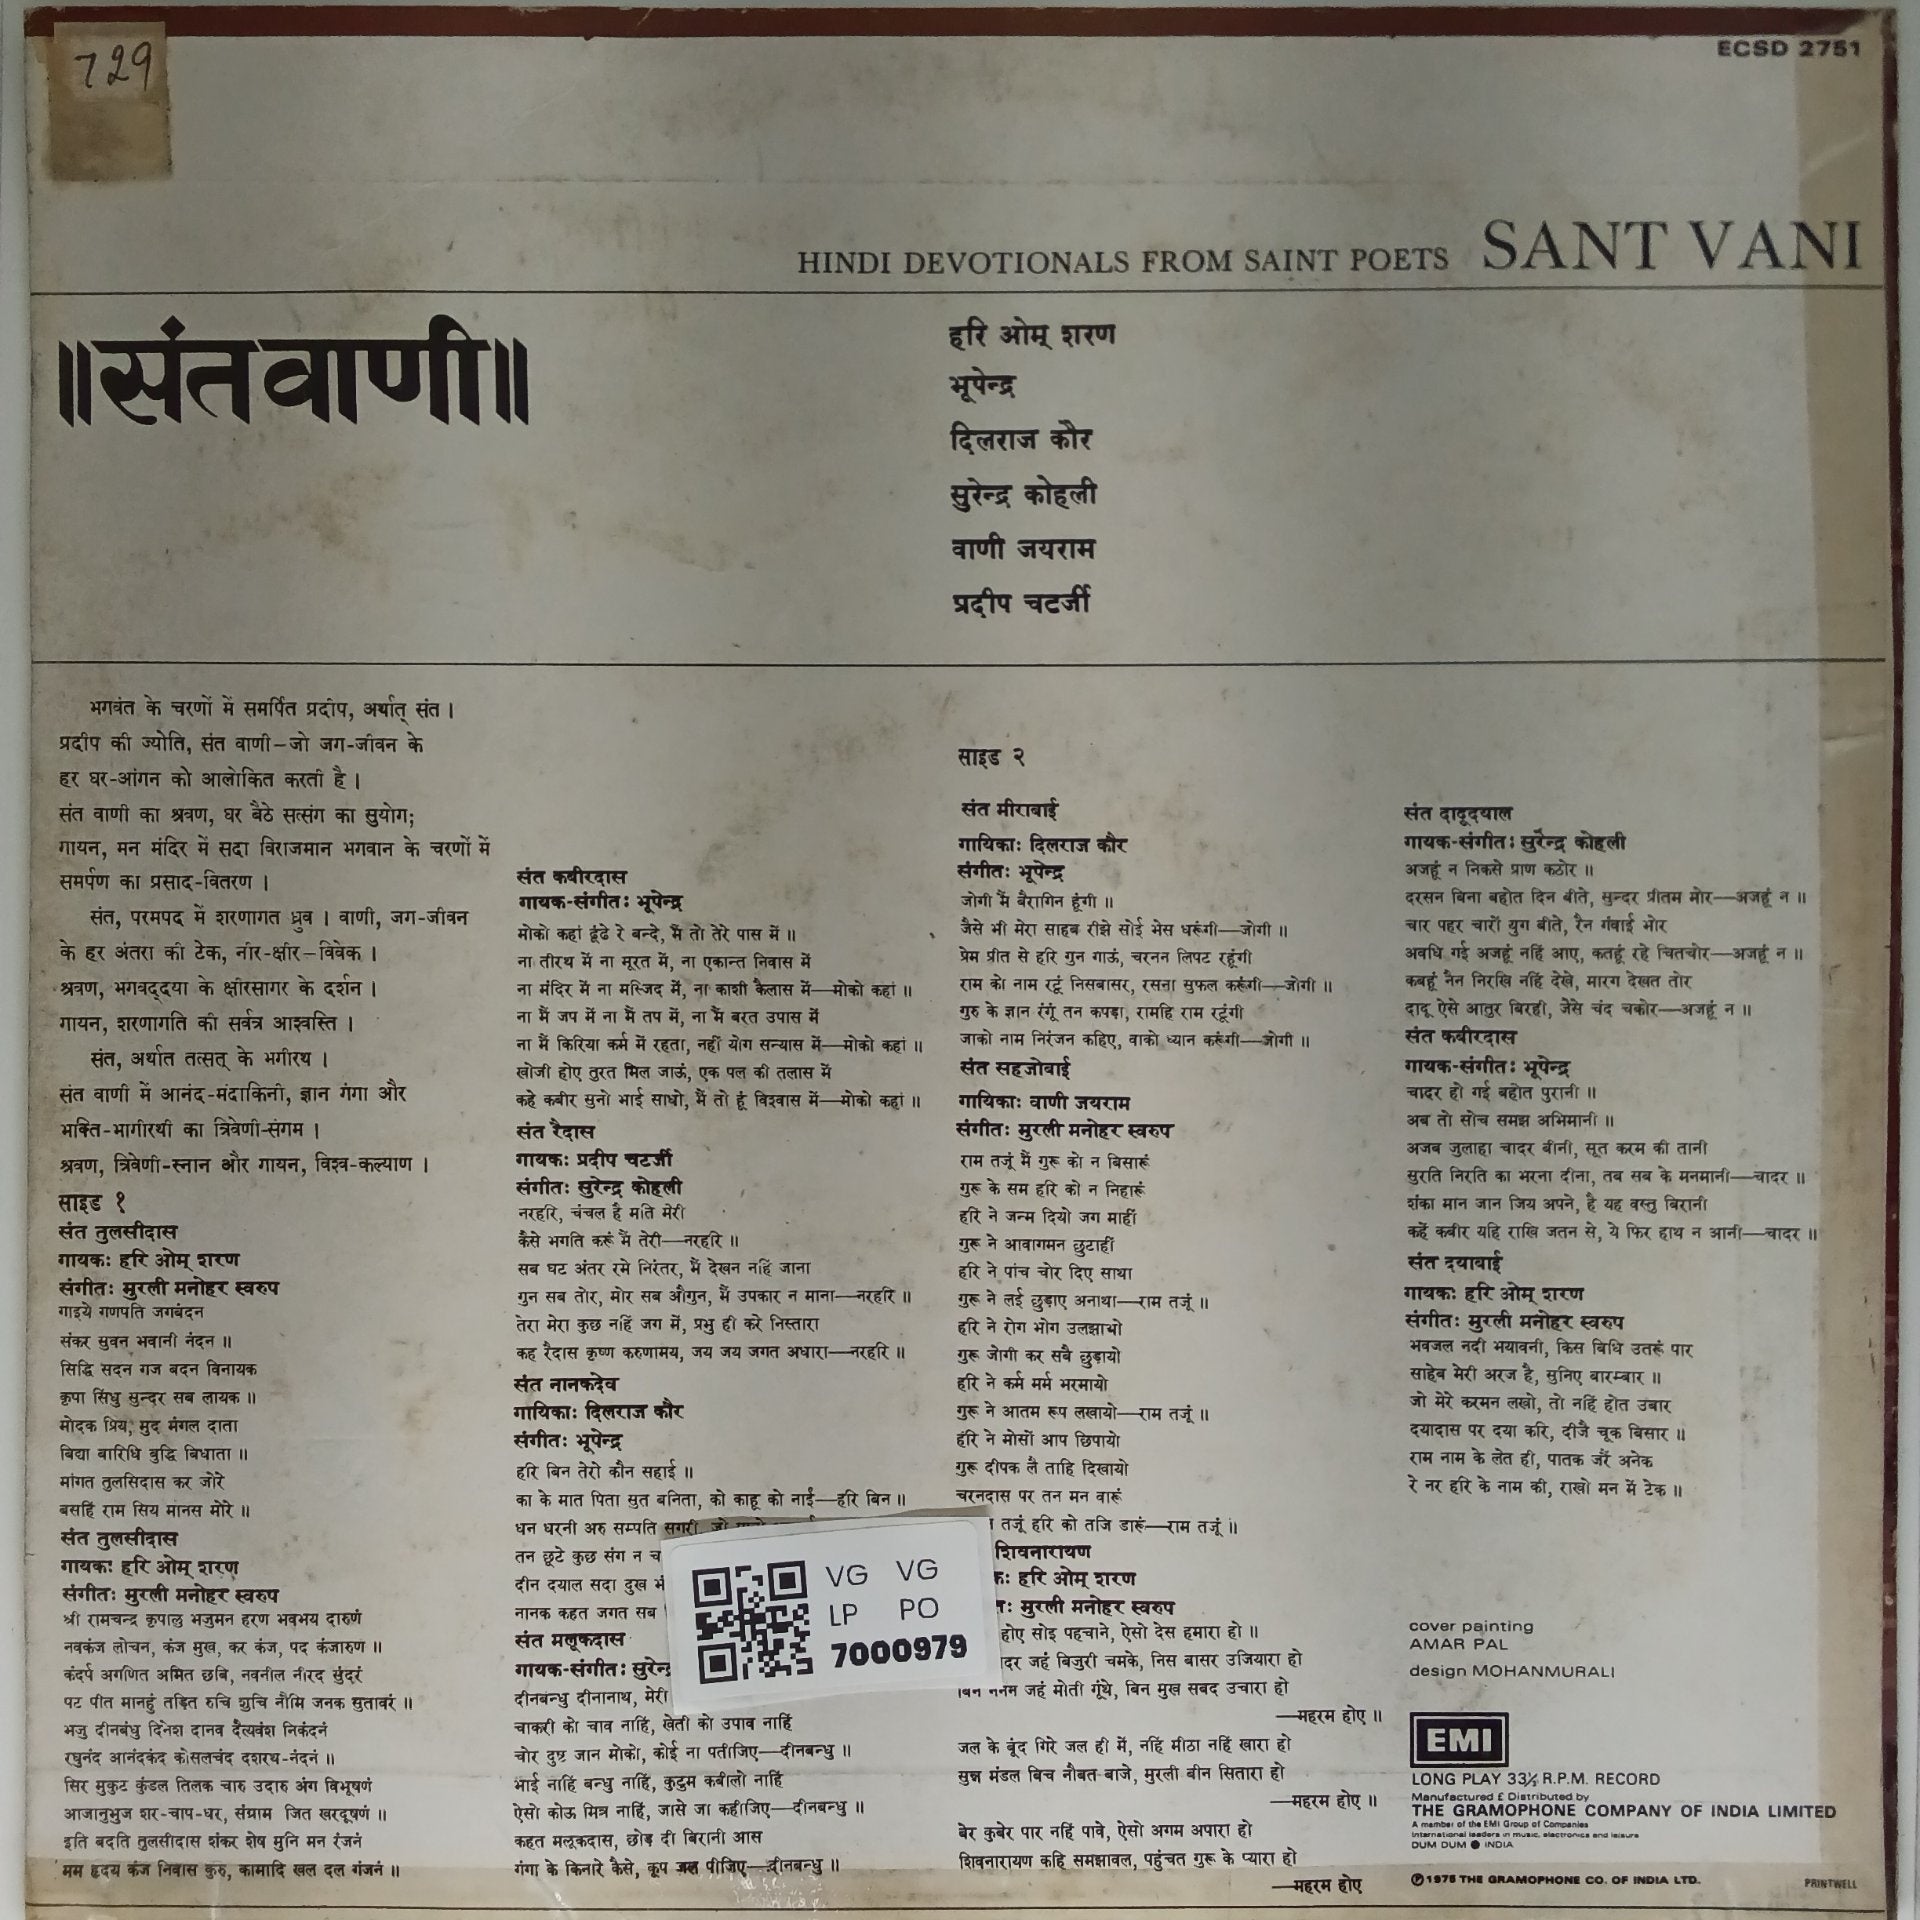 729
ECSD 2751
HINDI DEVOTIONALS FROM SAINT POETS SANT VANI
॥संत वाणी॥
हरि ओम् शरण
भूपेन्द्र
दिलराज कौर
सुरेन्द्र कोहली
वाणी जयराम
प्रदीप चटर्जी
भगवंत के चरणों में समर्पित प्रदीप, अर्थात् संत ।
प्रदीप की ज्योति, संत वाणी–जो जग-जीवन के
हर घर-आंगन को आलोकित करती है ।
संत वाणी का श्रवण, घर बैठे सत्संग का सुयोग;
गायन, मन मंदिर में सदा विराजमान भगवान के चरणों में
समर्पण का प्रसाद-वितरण ।
संत, परमपद में शरणागत ध्रुव । वाणी, जग-जीवन
के हर अंतरा की टेक, नीर-क्षीर–विवेक ।
श्रवण, भगवद्‌दया के क्षीरसागर के दर्शन ।
गायन, शरणागति की सर्वत्र आश्वस्ति ।
संत, अर्थात तत्सत् के भगीरथ ।
संत वाणी में आनंद-मंदाकिनी, ज्ञान गंगा और
भक्ति-भागीरथी का त्रिवेणी-संगम ।
श्रवण, त्रिवेणी-स्नान और गायन, विश्व-कल्याण ।
साइड १
संत तुलसीदास
गायकः हरि ओम् शरण
संगीतः मुरली मनोहर स्वरुप
गाइये गणपति जगबंदन
संकर सुवन भवानी नंदन ॥
सिद्धि सदन गज बदन विनायक
कृपा सिंधु सुन्दर सब लायक ॥
मोदक प्रिय, मुद मंगल दाता
बिद्या बारिधि बुद्धि बिधाता ॥
मांगत तुलसिदास कर जोरे
बसहिं राम सिय मानस मोरे ॥
संत तुलसीदास
गायकः हरि ओम् शरण
संगीतः मुरली मनोहर स्वरुप
श्री रामचन्द्र कृपालु भजुमन हरण भवभय दारुणं
नवकंज लोचन, कंज मुख, कर कंज, पद कंजारुणं ॥
कंदर्प अगणित अमित छबि, नवनील नीरद सुंदरं
पट पीत मानहुं तड़ित रुचि शुचि नौमि जनक सुतावरं ॥
भजु दीनबंधु दिनेश दानव दैत्यवंश निकंदनं
रघुनंद आनंदकंद कोसलचंद दशरथ-नंदनं ॥
सिर मुकुट कुंडल तिलक चारु उदारु अंग बिभूषणं
आजानुभुज शर-चाप-धर, संग्राम जित खरदूषणं ॥
इति बदति तुलसीदास शंकर शेष मुनि मन रंजनं
मम हृदय कंज निवास कुरु, कामादि खल दल गंजनं ॥
संत कबीरदास
गायक-संगीतः भूपेन्द्र
मोको कहां ढूंढे रे बन्दे, मैं तो तेरे पास में ॥
ना तीरथ में ना मूरत में, ना एकान्त निवास में
ना मंदिर में ना मस्जिद में, ना काशी कैलास में—मोको कहां ॥
ना मैं जप में ना मैं तप में, ना मैं बरत उपास में
ना मैं किरिया कर्म में रहता, नहीं योग सन्यास में—मोको कहां ॥
खोजी होए तुरत मिल जाऊं, एक पल की तलास में
कहे कबीर सुनो भाई साधो, मैं तो हूं विश्वास में—मोको कहां ॥
संत रैदास
गायकः प्रदीप चटर्जी
संगीतः सुरेन्द्र कोहली
नरहरि, चंचल है मति मेरी
कैसे भगति करूं मैं तेरी—नरहरि ॥
सब घट अंतर रमे निरंतर, मैं देखन नहिं जाना
गुन सब तोर, मोर सब औगुन, मैं उपकार न माना—नरहरि ॥
तेरा मेरा कुछ नहिं जग में, प्रभु ही करे निस्तारा
कह रैदास कृष्ण करुणामय, जय जय जगत अधारा—नरहरि ॥
संत नानकदेव
गायिकाः दिलराज कौर
संगीतः भूपेन्द्र
हरि बिन तेरो कौन सहाई ॥
का के मात पिता सुत बनिता, को काहू को नाई—हरि बिन ॥
धन धरनी अरु सम्पति सगरी, जो
तन छूटे कुछ संग न
दीन दयाल सदा दुख
नानक कहत जगत सब
संत मलूकदास
गायक-संगीतः
दीनबन्धु दीनानाथ, मेरी
चाकरी को चाव नाहिं, खेती को उपाव नाहिं
चोर दुष्ट जान मोको, कोई ना पतीजिए—दीनबन्धु ॥
भाई नाहिं बन्धु नाहिं, कुटुम कबीलो नाहिं
ऐसो कोऊ मित्र नाहिं, जासे जा कहीजिए—दीनबन्धु ॥
कहत मलूकदास, छोड़ दी बिरानी आस
गंगा के किनारे कैसे, कूप जल पीजिए—दीनबन्धु ॥
साइड २
संत मीराबाई
गायिकाः दिलराज कौर
संगीतः भूपेन्द्र
जोगी मैं बैरागिन हूंगी ॥
जैसे भी मेरा साहब रीझे सोई भेस धरूंगी—जोगी ॥
प्रेम प्रीत से हरि गुन गाऊं, चरनन लिपट रहूंगी
राम को नाम रटूं निसबासर, रसना सुफल करूंगी—जोगी ॥
गुरु के ज्ञान रंगूं तन कपड़ा, रामहि राम रटूंगी
जाको नाम निरंजन कहिए, वाको ध्यान करूंगी—जोगी ॥
संत सहजोबाई
गायिकाः वाणी जयराम
संगीतः मुरली मनोहर स्वरुप
राम तजूं मैं गुरू को न बिसारूं
गुरू के सम हरि को न निहारूं
हरि ने जन्म दियो जग माहीं
गुरू ने आवागमन छुटाहीं
हरि ने पांच चोर दिए साथा
गुरू ने लई छुड़ाए अनाथा—राम तजूं ॥
हरि ने रोग भोग उलझाभो
गुरू जोगी कर सबै छुड़ायो
हरि ने कर्म मर्म भरमायो
गुरू ने आतम रूप लखायो—राम तजूं ॥
हरि ने मोसों आप छिपायो
गुरू दीपक लै ताहि दिखायो
चरनदास पर तन मन वारूं
तजूं हरि को तजि डारूं—राम तजूं ॥
शिवनारायण
हरि ओम् शरण
मुरली मनोहर स्वरुप
होए सोइ पहचाने, ऐसो देस हमारा हो ॥
जहं बिजुरी चमके, निस बासर उजियारा हो
जहं मोती गूंथे, बिन मुख सबद उचारा हो
—महरम होए ॥
जल के बूंद गिरे जल ही में, नहिं मीठा नहिं खारा हो
सुन्न मंडल बिच नौबत बाजे, मुरली बीन सितारा हो
—महरम होए ॥
बेर कुबेर पार नहिं पावे, ऐसो अगम अपारा हो
शिवनारायण कहि समझावल, पहुंचत गुरू के प्यारा हो
—महरम होए
संत दादूदयाल
गायक-संगीतः सुरेन्द्र कोहली
अजहूं न निकसे प्राण कठोर ॥
दरसन बिना बहोत दिन बीते, सुन्दर प्रीतम मोर—अजहूं न ॥
चार पहर चारों युग बीते, रैन गंवाई भोर
अवधि गई अजहूं नहिं आए, कतहूं रहे चितचोर—अजहूं न ॥
कबहूं नैन निरखि नहिं देखे, मारग देखत तोर
दादू ऐसे आतुर बिरही, जैसे चंद चकोर—अजहूं न ॥
संत कबीरदास
गायक-संगीतः भूपेन्द्र
चादर हो गई बहोत पुरानी ॥
अब तो सोच समझ अभिमानी ॥
अजब जुलाहा चादर बीनी, सूत करम की तानी
सुरति निरति का भरना दीना, तब सब के मनमानी—चादर ॥
शंका मान जान जिय अपने, है यह वस्तु बिरानी
कहें कबीर यहि राखि जतन से, ये फिर हाथ न आनी—चादर ॥
संत दयाबाई
गायकः हरि ओम् शरण
संगीतः मुरली मनोहर स्वरुप
भवजल नदी भयावनी, किस बिधि उतरूं पार
साहेब मेरी अरज है, सुनिए बारम्बार ॥
जो मेरे करमन लखो, तो नहिं होत उबार
दयादास पर दया करि, दीजै चूक बिसार ॥
राम नाम के लेत ही, पातक जरैं अनेक
रे नर हरि के नाम की, राखो मन में टेक ॥
VG VG
LP PO
7000979
cover painting
AMAR PAL
design MOHANMURALI
EMI
LONG PLAY 33⅓ R.P.M. RECORD
Manufactured & Distributed by
THE GRAMOPHONE COMPANY OF INDIA LIMITED
A member of the EMI Group of Companies
International leaders in music, electronics and leisure
DUM DUM ● INDIA
℗ 1975 THE GRAMOPHONE CO. OF INDIA LTD.
PRINTWELL